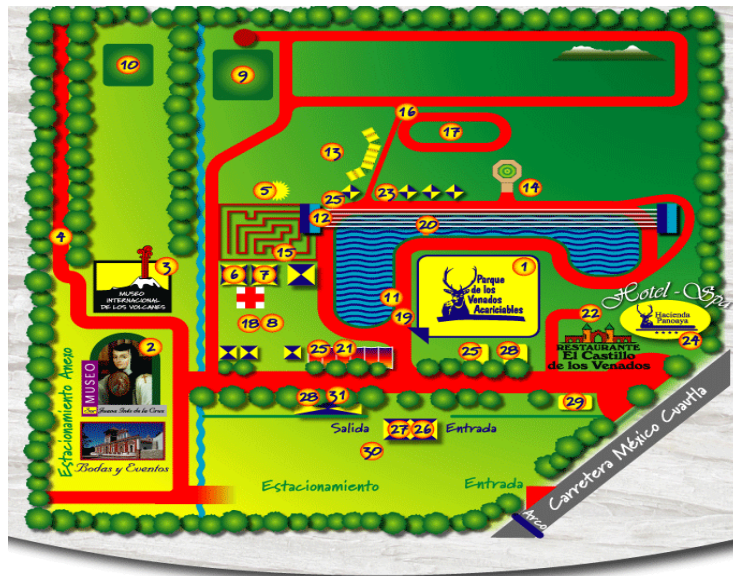 10
9
16
17
13
5
25
23
14
12
4
20
15
3
1
6
7
MUSEO
INTERNACIONAL
DE LOS VOLCANES
Parque
de los
Venados
Acariciables
11
19
18
8
Hotel - Spa
Hacienda
Panoaya
22
24
RESTAURANTE
El Castillo
de los Venados
2
25
21
25
28
MUSEO
Sor Juana Inés de la Cruz
28
31
29
Salida
27
26
Entrada
30
Estacionamiento Anexo
Bodas y Eventos
Estacionamiento
Entrada
Arco
Carretera México Cuautla